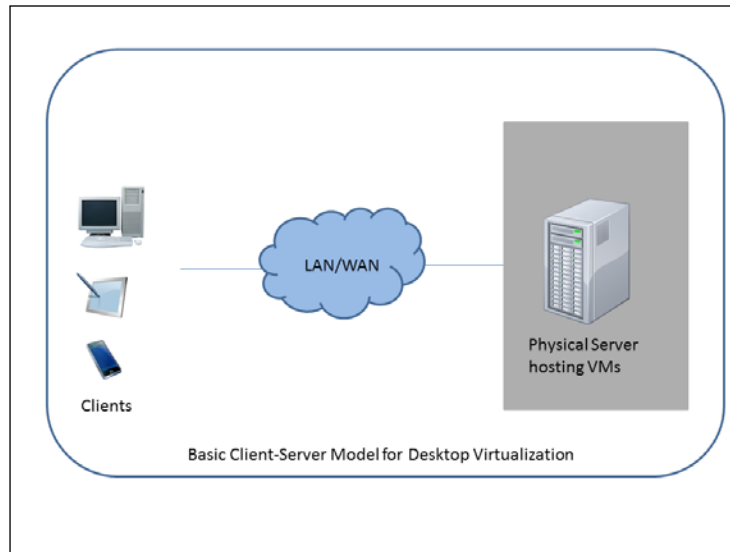 LAN/WAN
Physical Server
hosting VMs
Clients
Basic Client-Server Model for Desktop Virtualization